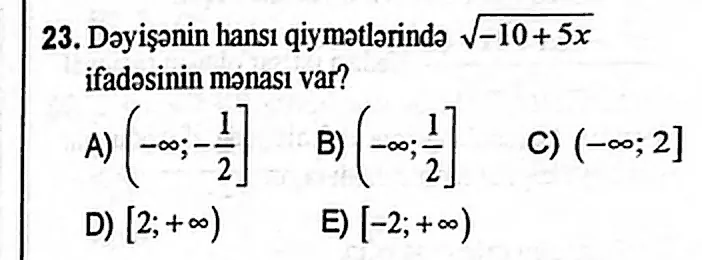 23. Dəyişənin hansı qiymətlərində √(-10 + 5x)
ifadəsinin mənası var?
A) (-∞; -1/2] B) (-∞; 1/2] C) (-∞; 2]
D) [2; +∞) E) [-2; +∞)